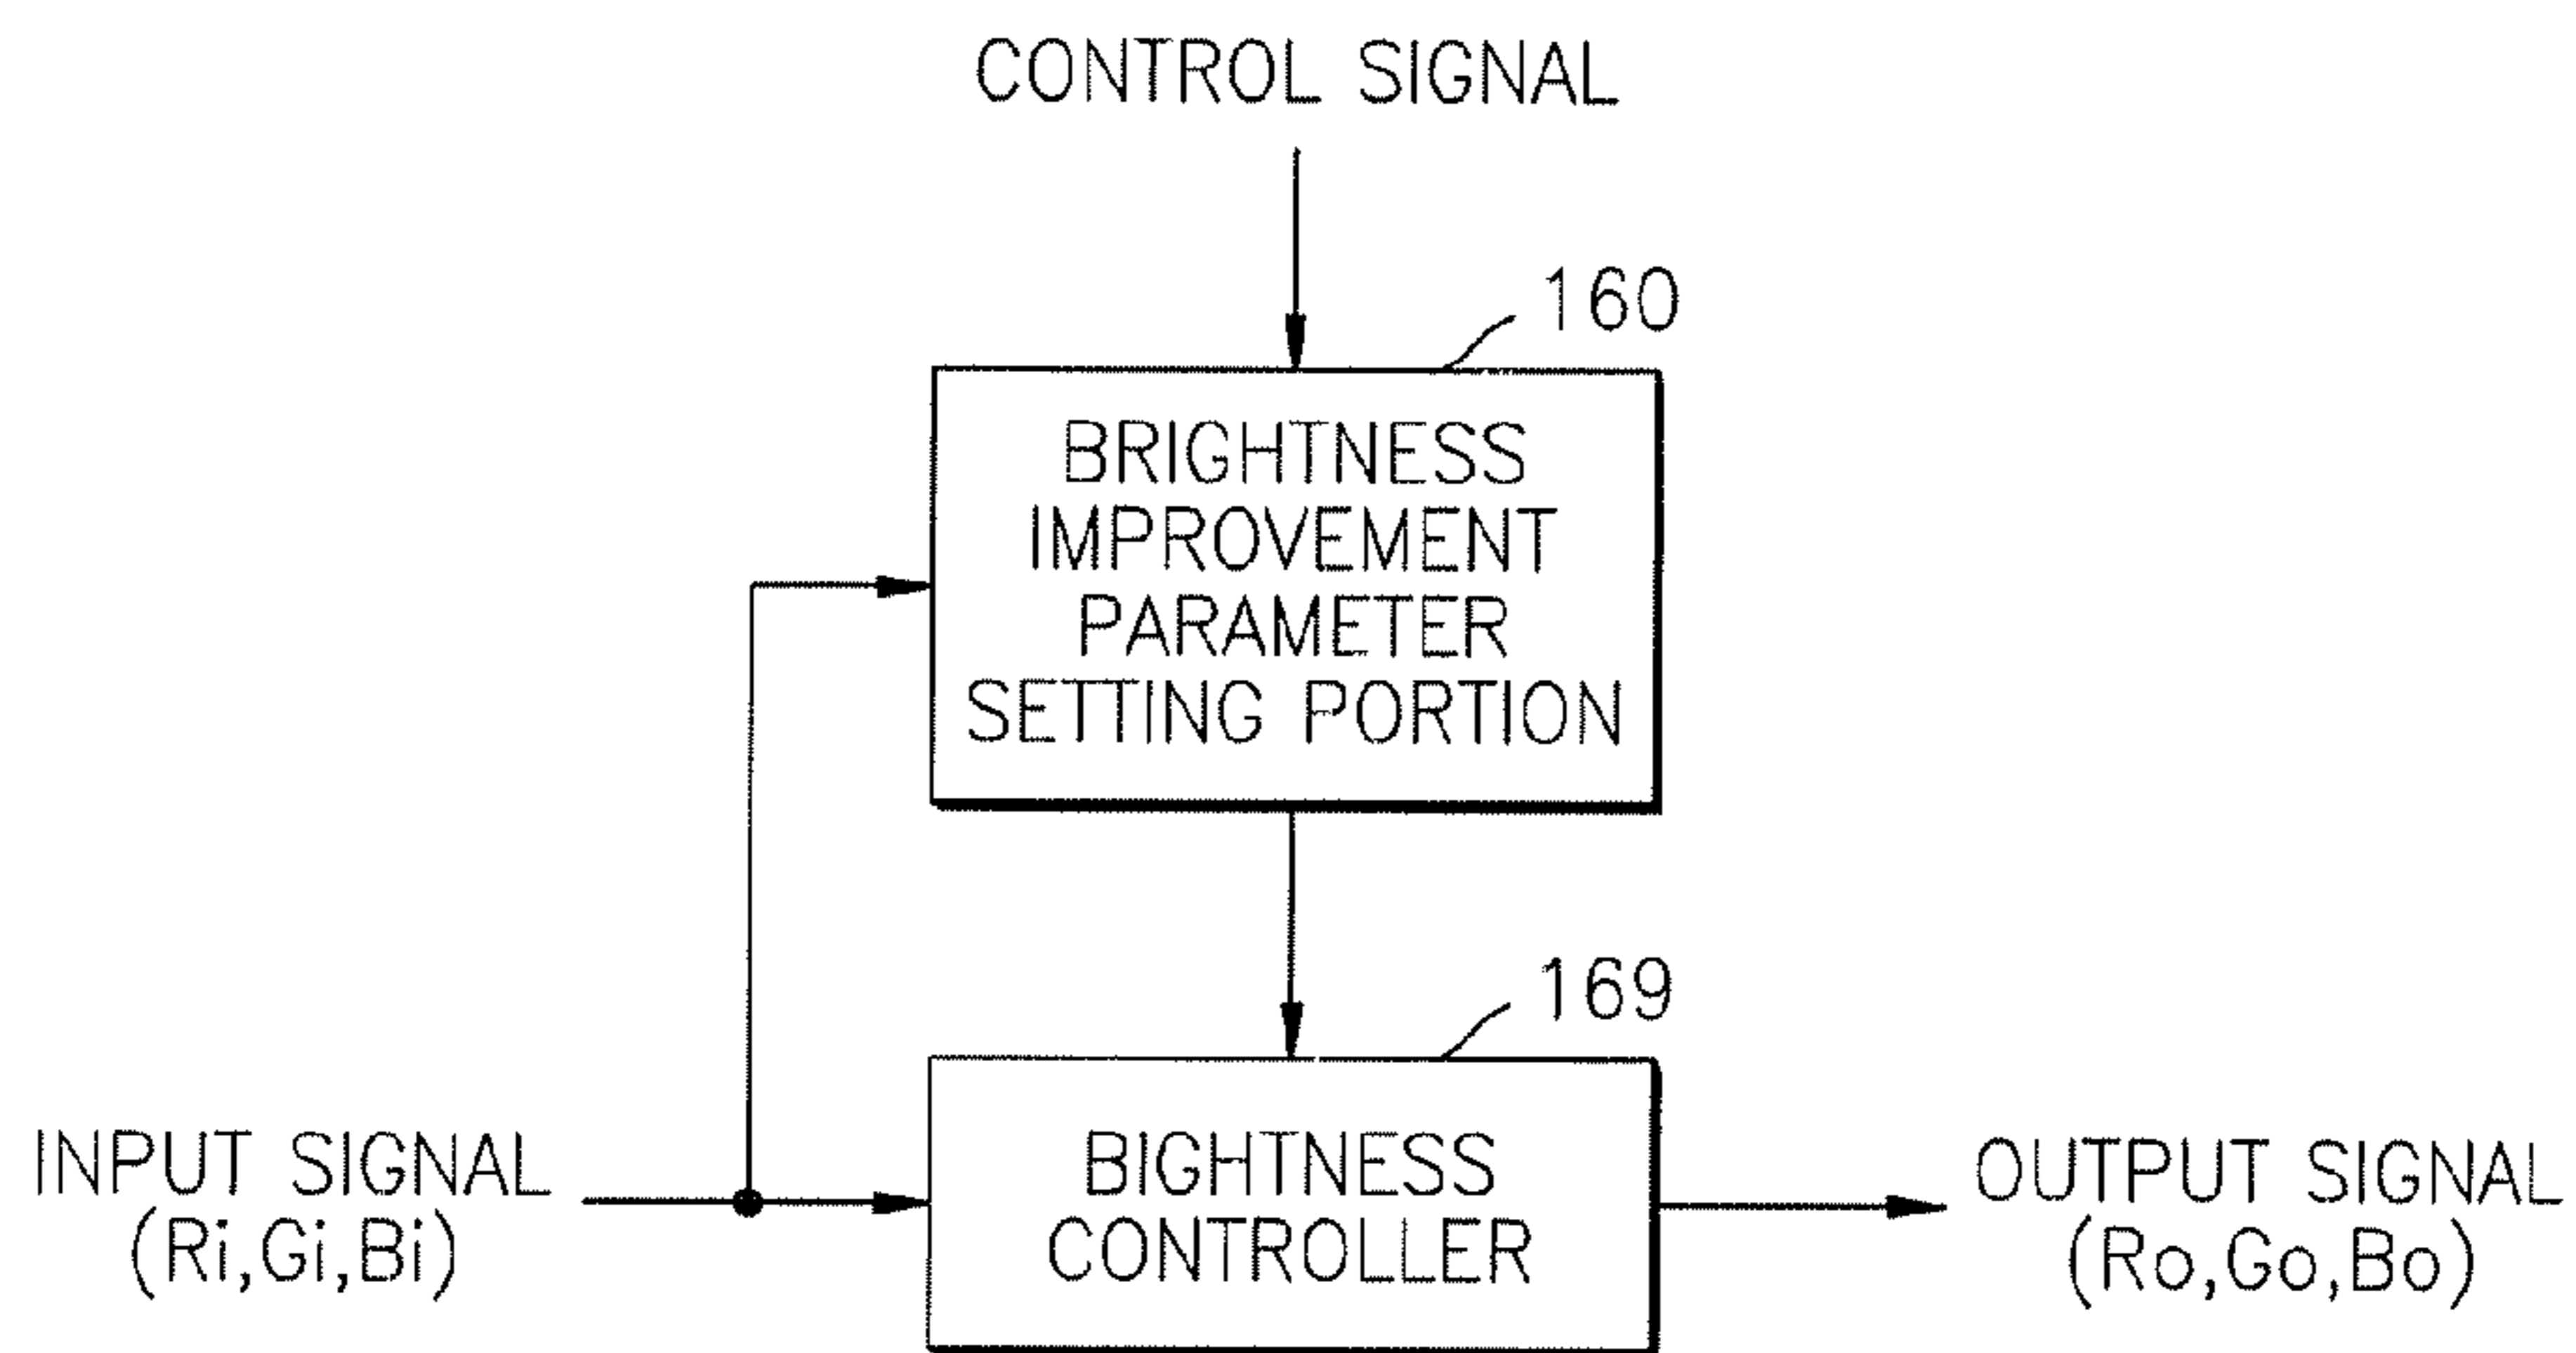 CONTROL SIGNAL
160
BRIGHTNESS
IMPROVEMENT
PARAMETER
SETTING PORTION
169
INPUT SIGNAL
(Ri,Gi,Bi)
BIGHTNESS
CONTROLLER
OUTPUT SIGNAL
(Ro,Go,Bo)